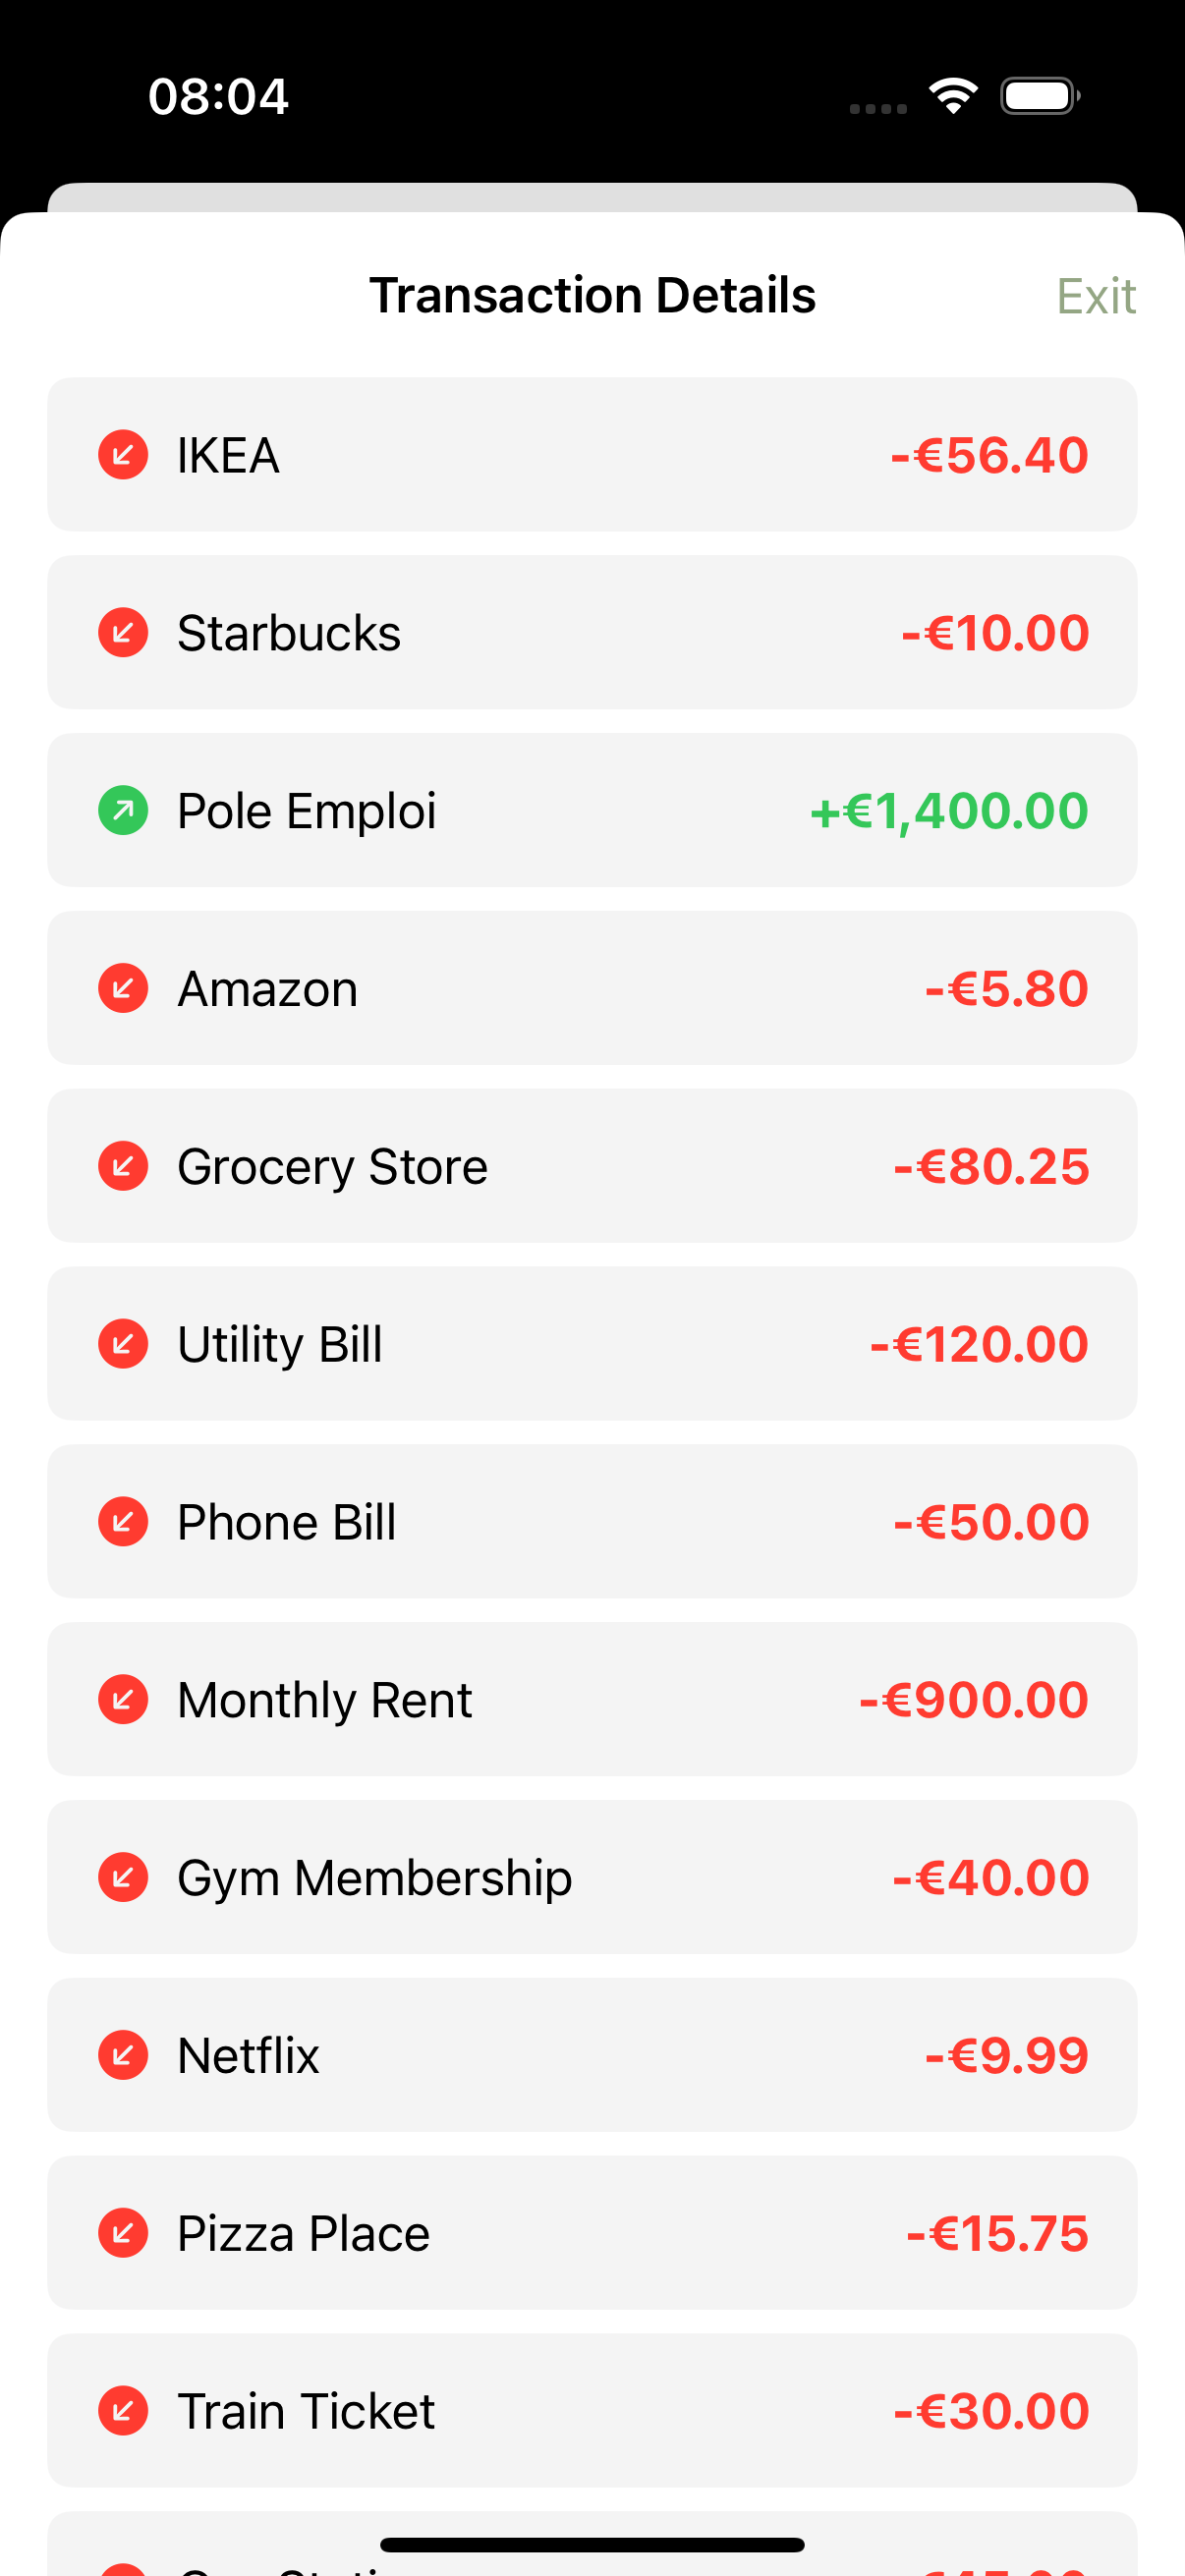 08:04
Transaction Details
Exit
IKEA -€56.40
Starbucks -€10.00
Pole Emploi +€1,400.00
Amazon -€5.80
Grocery Store -€80.25
Utility Bill -€120.00
Phone Bill -€50.00
Monthly Rent -€900.00
Gym Membership -€40.00
Netflix -€9.99
Pizza Place -€15.75
Train Ticket -€30.00